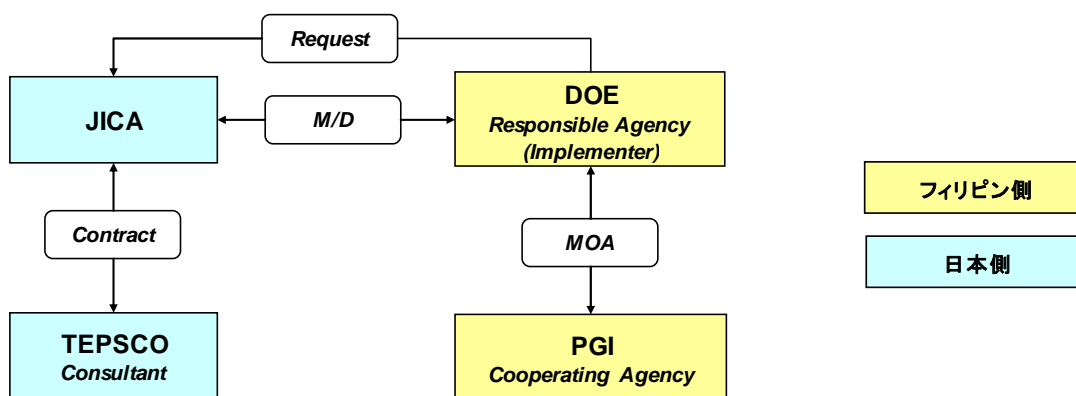 Request
JICA
M/D
DOE
Responsible Agency
(Implementer)
フィリピン側
Contract
MOA
日本側
TEPSCO
Consultant
PGI
Cooperating Agency